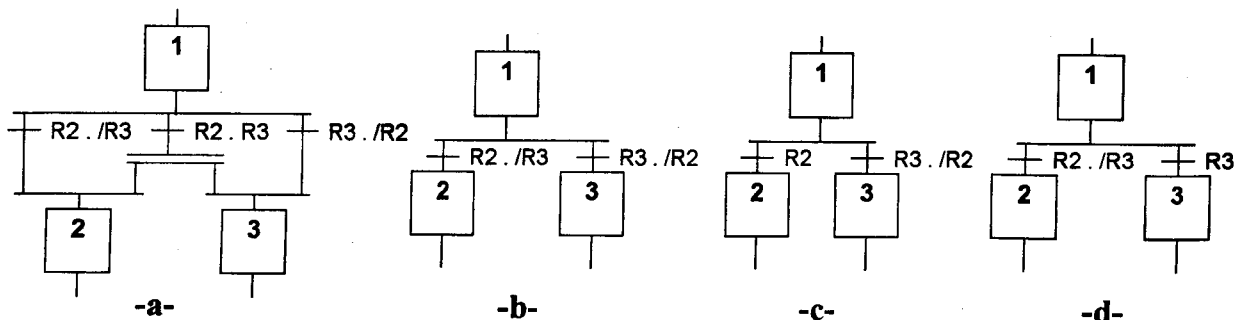 1
R2 . /R3
R2 . R3
R3 . /R2
2
3
-a-
1
R2 . /R3
R3 . /R2
2
3
-b-
1
R2
R3 . /R2
2
3
-c-
1
R2 . /R3
R3
2
3
-d-